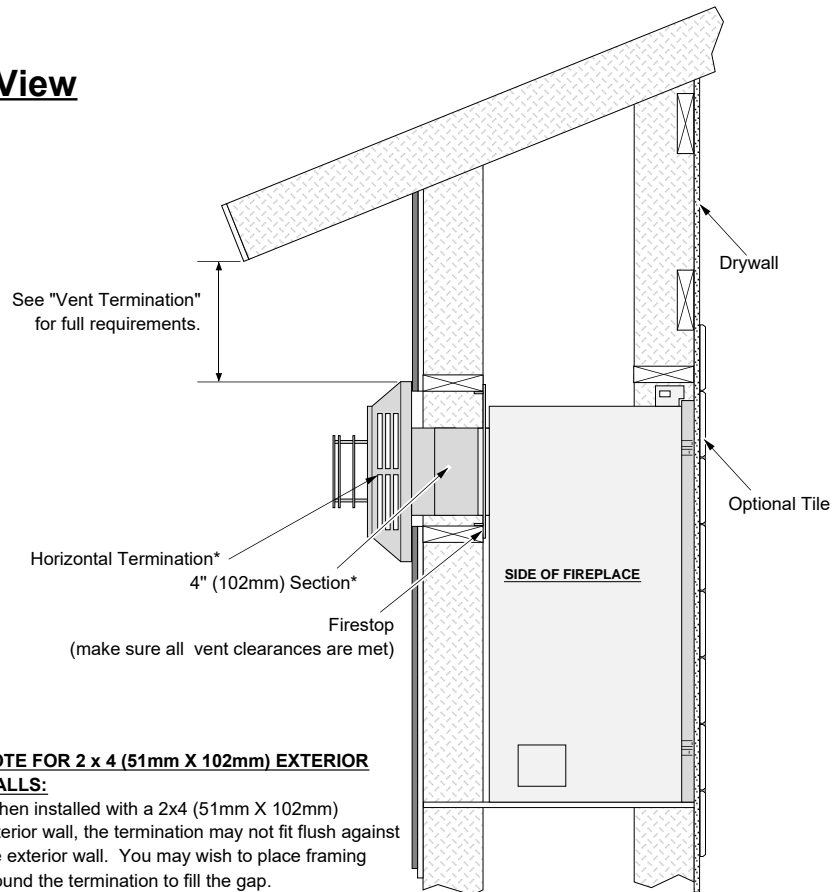 View
Drywall
See "Vent Termination"
for full requirements.
Optional Tile
Horizontal Termination*
4" (102mm) Section*
SIDE OF FIREPLACE
Firestop
(make sure all vent clearances are met)
OTE FOR 2 x 4 (51mm X 102mm) EXTERIOR
ALLS:
hen installed with a 2x4 (51mm X 102mm)
terior wall, the termination may not fit flush against
e exterior wall. You may wish to place framing
ound the termination to fill the gap.